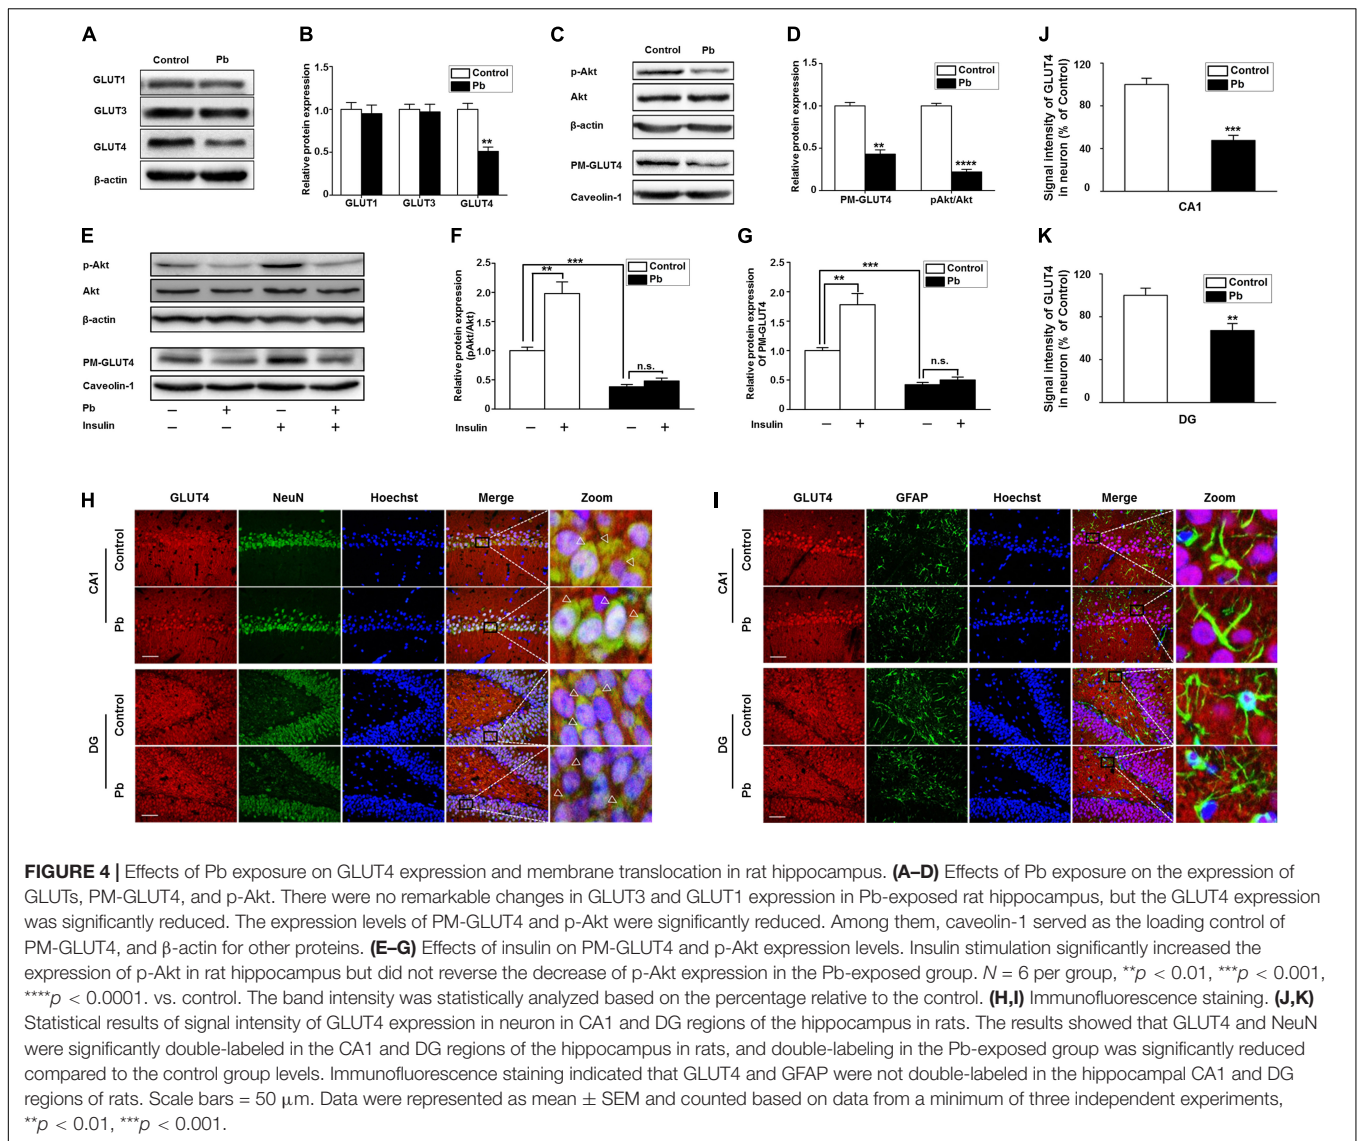 A
Control Pb
GLUT1
GLUT3
GLUT4
β-actin
B
Relative protein expression
1.5
1.0
0.5
0
Control
Pb
**
GLUT1 GLUT3 GLUT4
C
Control Pb
p-Akt
Akt
β-actin
PM-GLUT4
Caveolin-1
D
Relative protein expression
1.5
1.0
0.5
0
Control
Pb
**
****
PM-GLUT4 pAkt/Akt
J
Signal intensity of GLUT4
in neuron (% of Control)
120
80
40
0
Control
Pb
***
CA1
E
p-Akt
Akt
β-actin
PM-GLUT4
Caveolin-1
Pb – + – +
Insulin – – + +
F
Relative protein expression
(pAkt/Akt)
2.5
2.0
1.5
1.0
0.5
0
Control
Pb
**
***
n.s.
Insulin – + – +
G
Relative protein expression
Of PM-GLUT4
2.5
2.0
1.5
1.0
0.5
0
Control
Pb
**
***
n.s.
Insulin – + – +
K
Signal intensity of GLUT4
in neuron (% of Control)
120
80
40
0
Control
Pb
**
DG
H
GLUT4 NeuN Hoechst Merge Zoom
CA1
Control
Pb
DG
Control
Pb
I
GLUT4 GFAP Hoechst Merge Zoom
CA1
Control
Pb
DG
Control
Pb
FIGURE 4 | Effects of Pb exposure on GLUT4 expression and membrane translocation in rat hippocampus. (A–D) Effects of Pb exposure on the expression of
GLUTs, PM-GLUT4, and p-Akt. There were no remarkable changes in GLUT3 and GLUT1 expression in Pb-exposed rat hippocampus, but the GLUT4 expression
was significantly reduced. The expression levels of PM-GLUT4 and p-Akt were significantly reduced. Among them, caveolin-1 served as the loading control of
PM-GLUT4, and β-actin for other proteins. (E–G) Effects of insulin on PM-GLUT4 and p-Akt expression levels. Insulin stimulation significantly increased the
expression of p-Akt in rat hippocampus but did not reverse the decrease of p-Akt expression in the Pb-exposed group. N = 6 per group, **p < 0.01, ***p < 0.001,
****p < 0.0001. vs. control. The band intensity was statistically analyzed based on the percentage relative to the control. (H,I) Immunofluorescence staining. (J,K)
Statistical results of signal intensity of GLUT4 expression in neuron in CA1 and DG regions of the hippocampus in rats. The results showed that GLUT4 and NeuN
were significantly double-labeled in the CA1 and DG regions of the hippocampus in rats, and double-labeling in the Pb-exposed group was significantly reduced
compared to the control group levels. Immunofluorescence staining indicated that GLUT4 and GFAP were not double-labeled in the hippocampal CA1 and DG
regions of rats. Scale bars = 50 μm. Data were represented as mean ± SEM and counted based on data from a minimum of three independent experiments,
**p < 0.01, ***p < 0.001.